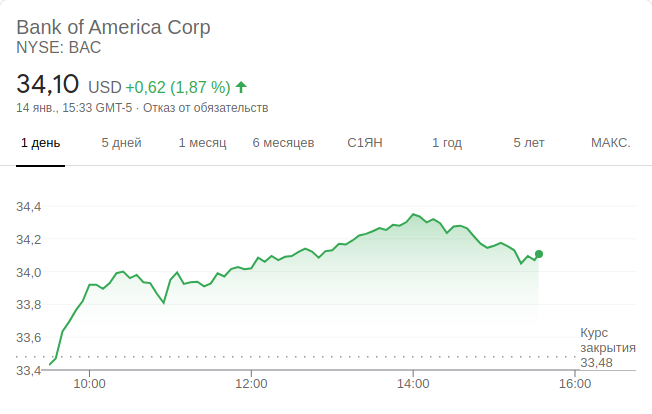 Bank of America Corp
NYSE: BAC
34,10 USD +0,62 (1,87 %)
14 янв., 15:33 GMT-5 · Отказ от обязательств
1 день 5 дней 1 месяц 6 месяцев С1ЯН 1 год 5 лет МАКС.
34,4
34,2
34,0
33,8
33,6
33,4
Курс
закрытия
33,48
10:00 12:00 14:00 16:00